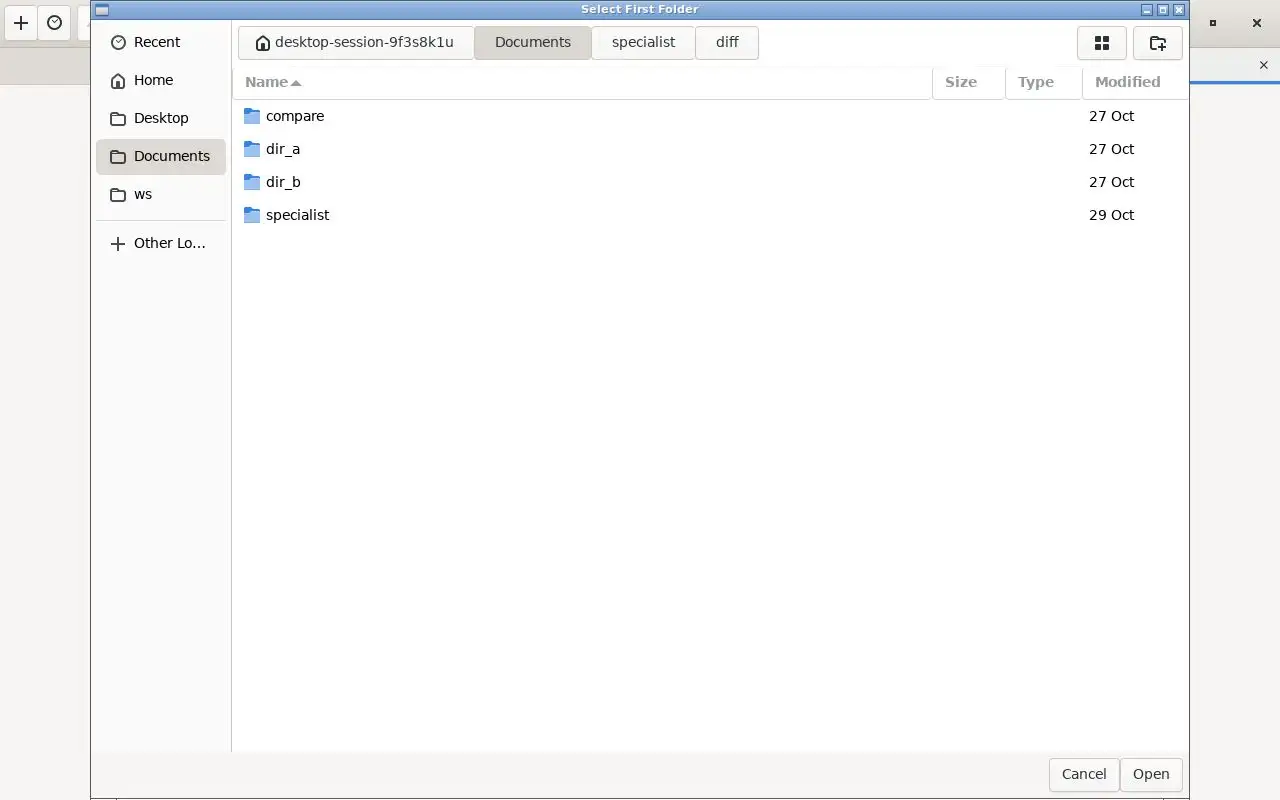 Select First Folder
Recent
Home
Desktop
Documents
ws
Other Lo...
desktop-session-9f3s8k1u Documents specialist diff
Name Size Type Modified
compare 27 Oct
dir_a 27 Oct
dir_b 27 Oct
specialist 29 Oct
Cancel Open